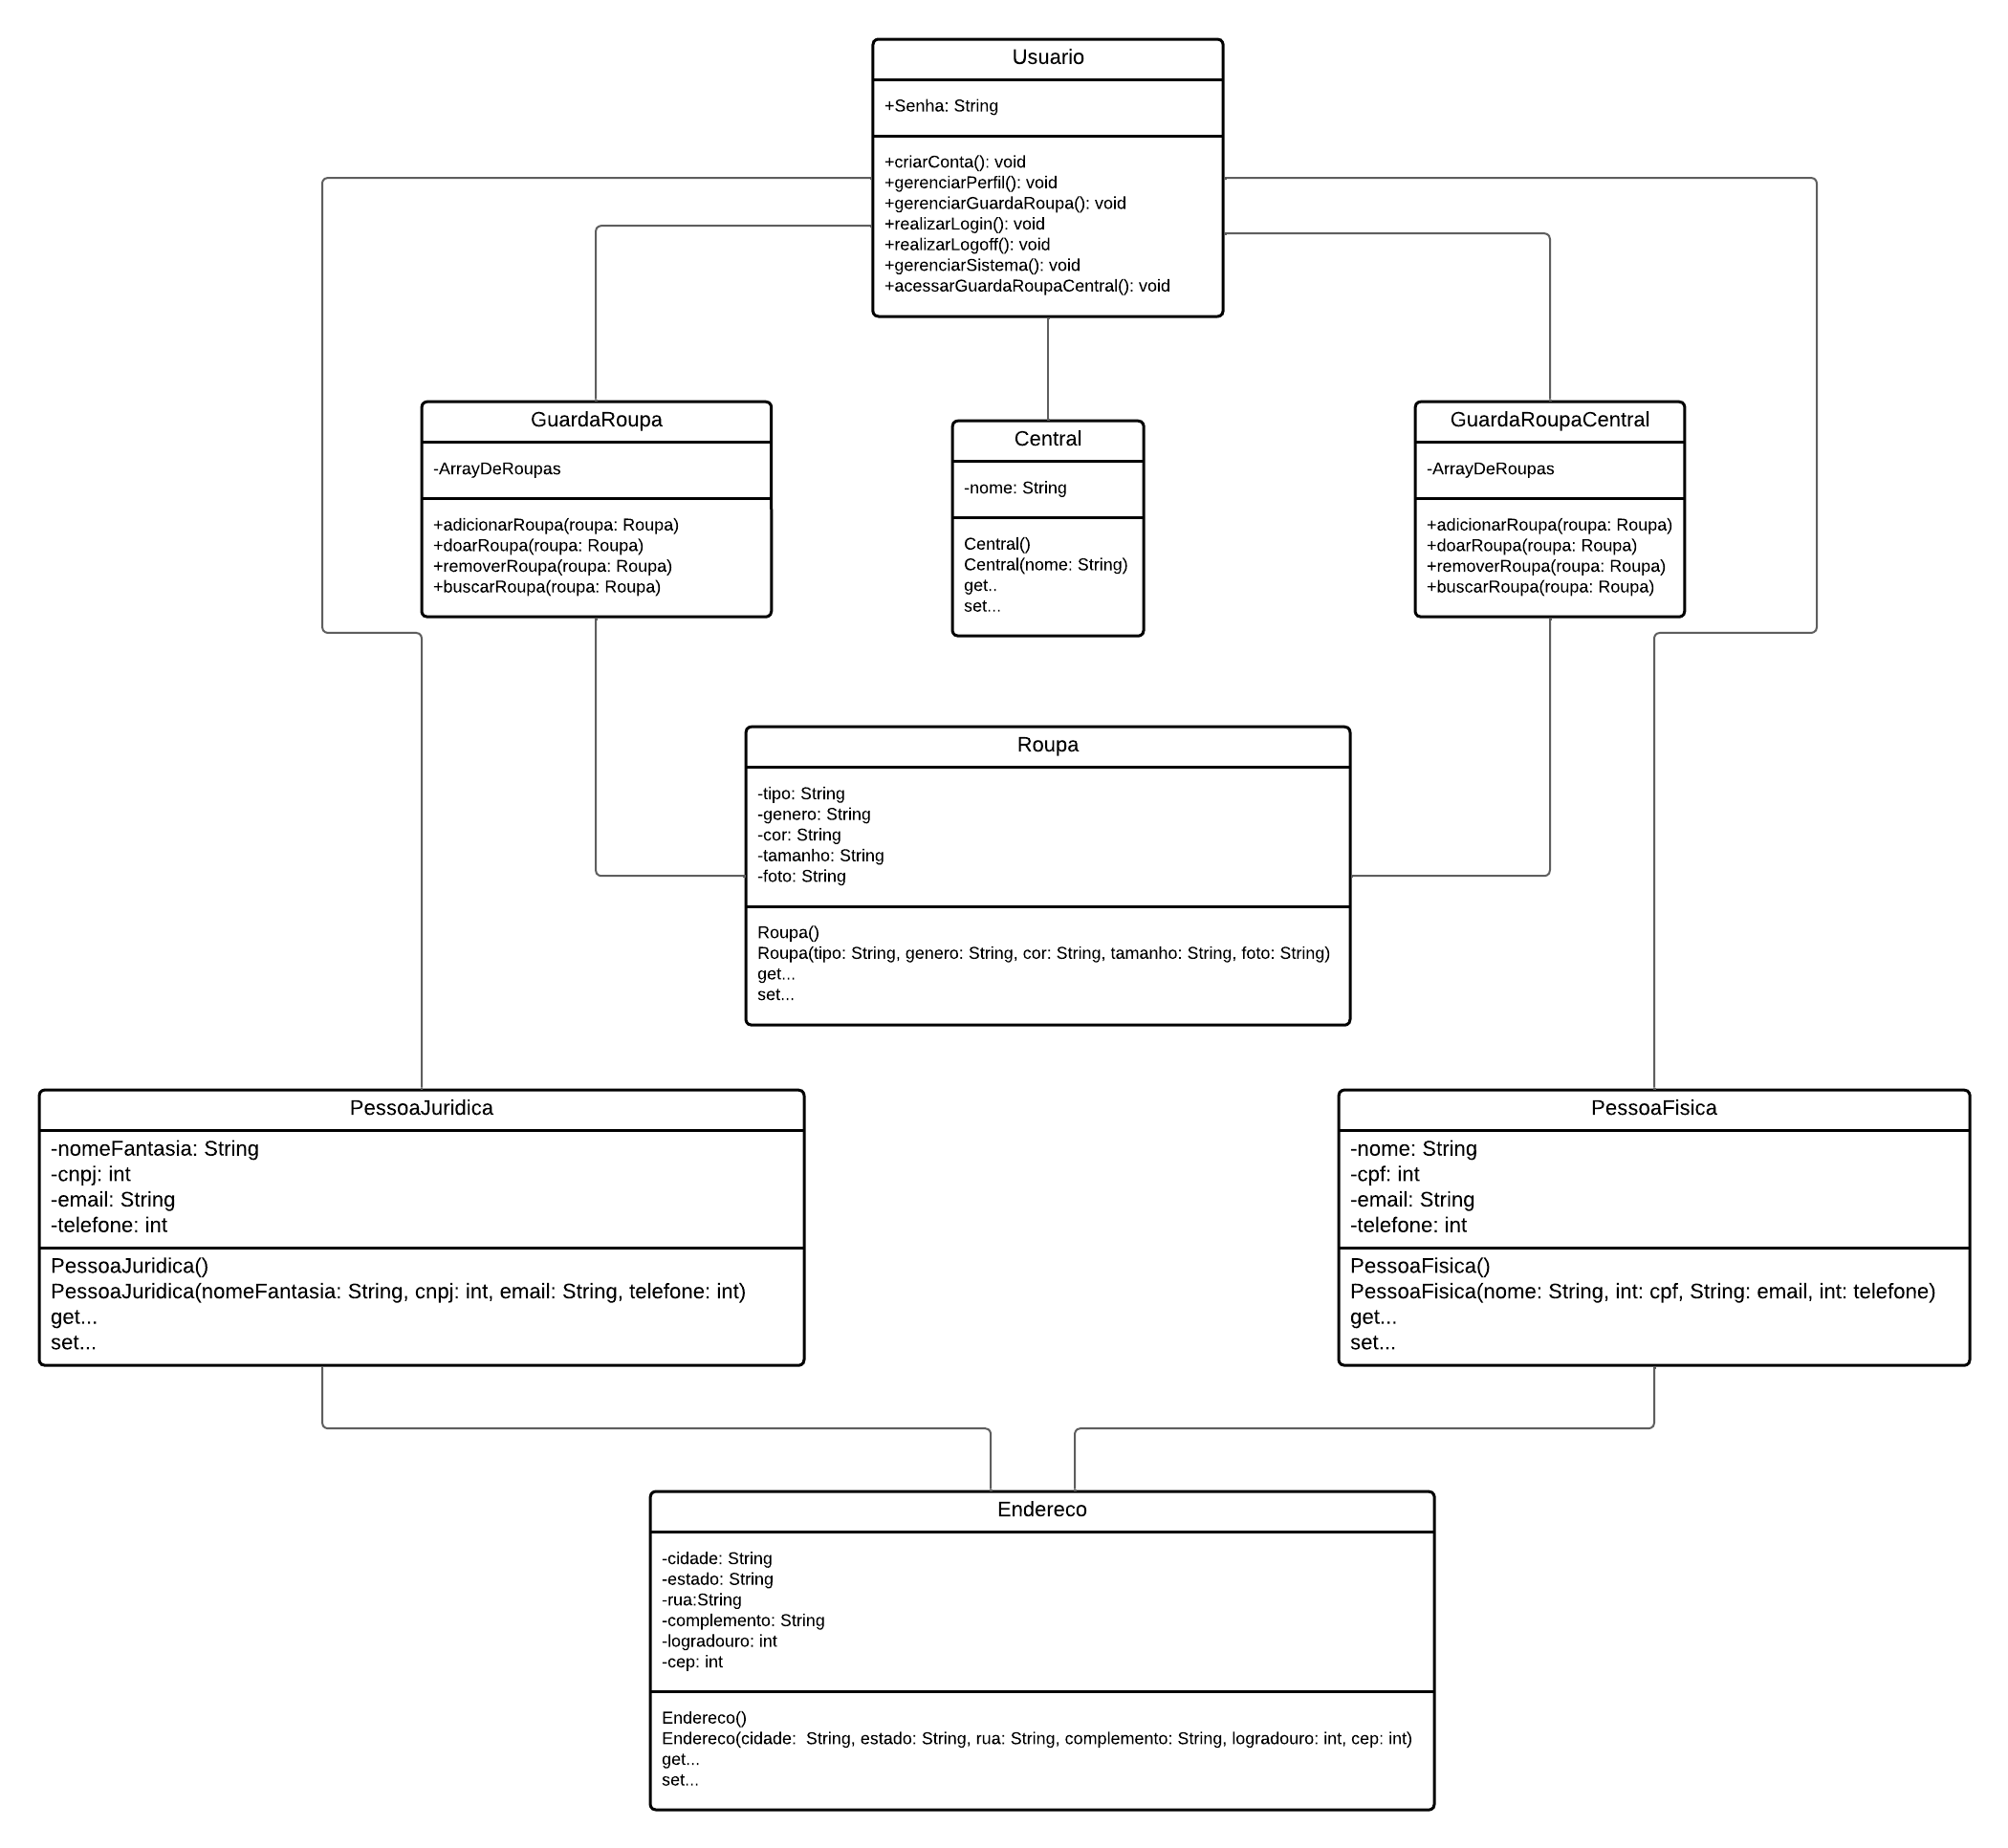 Usuario
+Senha: String
+criarConta(): void
+gerenciarPerfil(): void
+gerenciarGuardaRoupa(): void
+realizarLogin(): void
+realizarLogoff(): void
+gerenciarSistema(): void
+acessarGuardaRoupaCentral(): void
GuardaRoupa
-ArrayDeRoupas
+adicionarRoupa(roupa: Roupa)
+doarRoupa(roupa: Roupa)
+removerRoupa(roupa: Roupa)
+buscarRoupa(roupa: Roupa)
Central
-nome: String
Central()
Central(nome: String)
get..
set...
GuardaRoupaCentral
-ArrayDeRoupas
+adicionarRoupa(roupa: Roupa)
+doarRoupa(roupa: Roupa)
+removerRoupa(roupa: Roupa)
+buscarRoupa(roupa: Roupa)
Roupa
-tipo: String
-genero: String
-cor: String
-tamanho: String
-foto: String
Roupa()
Roupa(tipo: String, genero: String, cor: String, tamanho: String, foto: String)
get...
set...
PessoaJuridica
-nomeFantasia: String
-cnpj: int
-email: String
-telefone: int
PessoaJuridica()
PessoaJuridica(nomeFantasia: String, cnpj: int, email: String, telefone: int)
get...
set...
PessoaFisica
-nome: String
-cpf: int
-email: String
-telefone: int
PessoaFisica()
PessoaFisica(nome: String, int: cpf, String: email, int: telefone)
get...
set...
Endereco
-cidade: String
-estado: String
-rua:String
-complemento: String
-logradouro: int
-cep: int
Endereco()
Endereco(cidade:  String, estado: String, rua: String, complemento: String, logradouro: int, cep: int)
get...
set...